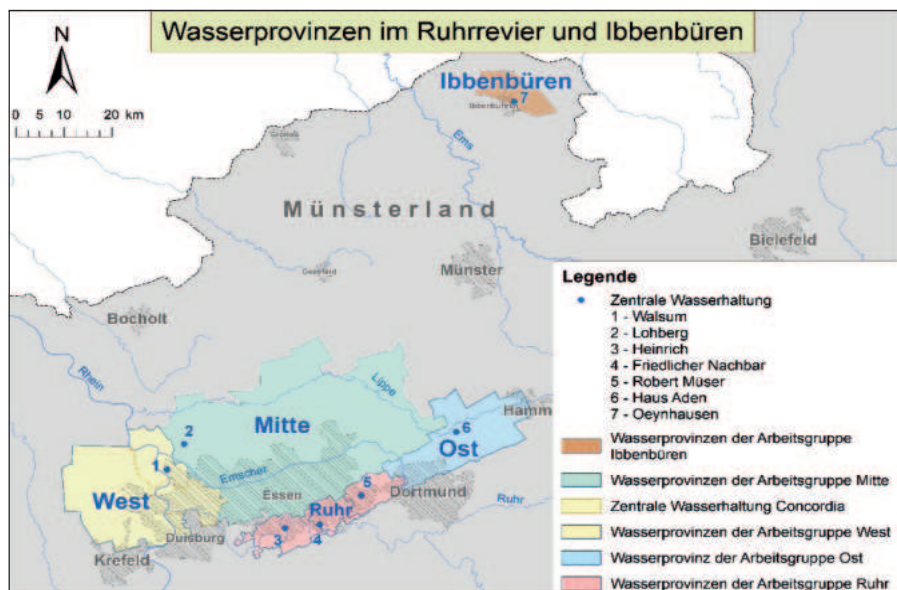 Wasserprovinzen im Ruhrrevier und Ibbenbüren
N
0 5 10 20 km
Ibbenbüren
7
Ems
Münsterland
Bielefeld
Münster
Bocholt
Rhein
Lippe
Hamm
Mitte
2
6
Ost
1
Emscher
West
Essen
5
Dortmund
Ruhr
Ruhr
Duisburg
3
4
Krefeld
Legende
Zentrale Wasserhaltung
1 - Walsum
2 - Lohberg
3 - Heinrich
4 - Friedlicher Nachbar
5 - Robert Müser
6 - Haus Aden
7 - Oeynhausen
Wasserprovinzen der Arbeitsgruppe
Ibbenbüren
Wasserprovinzen der Arbeitsgruppe Mitte
Zentrale Wasserhaltung Concordia
Wasserprovinzen der Arbeitsgruppe West
Wasserprovinz der Arbeitsgruppe Ost
Wasserprovinzen der Arbeitsgruppe Ruhr